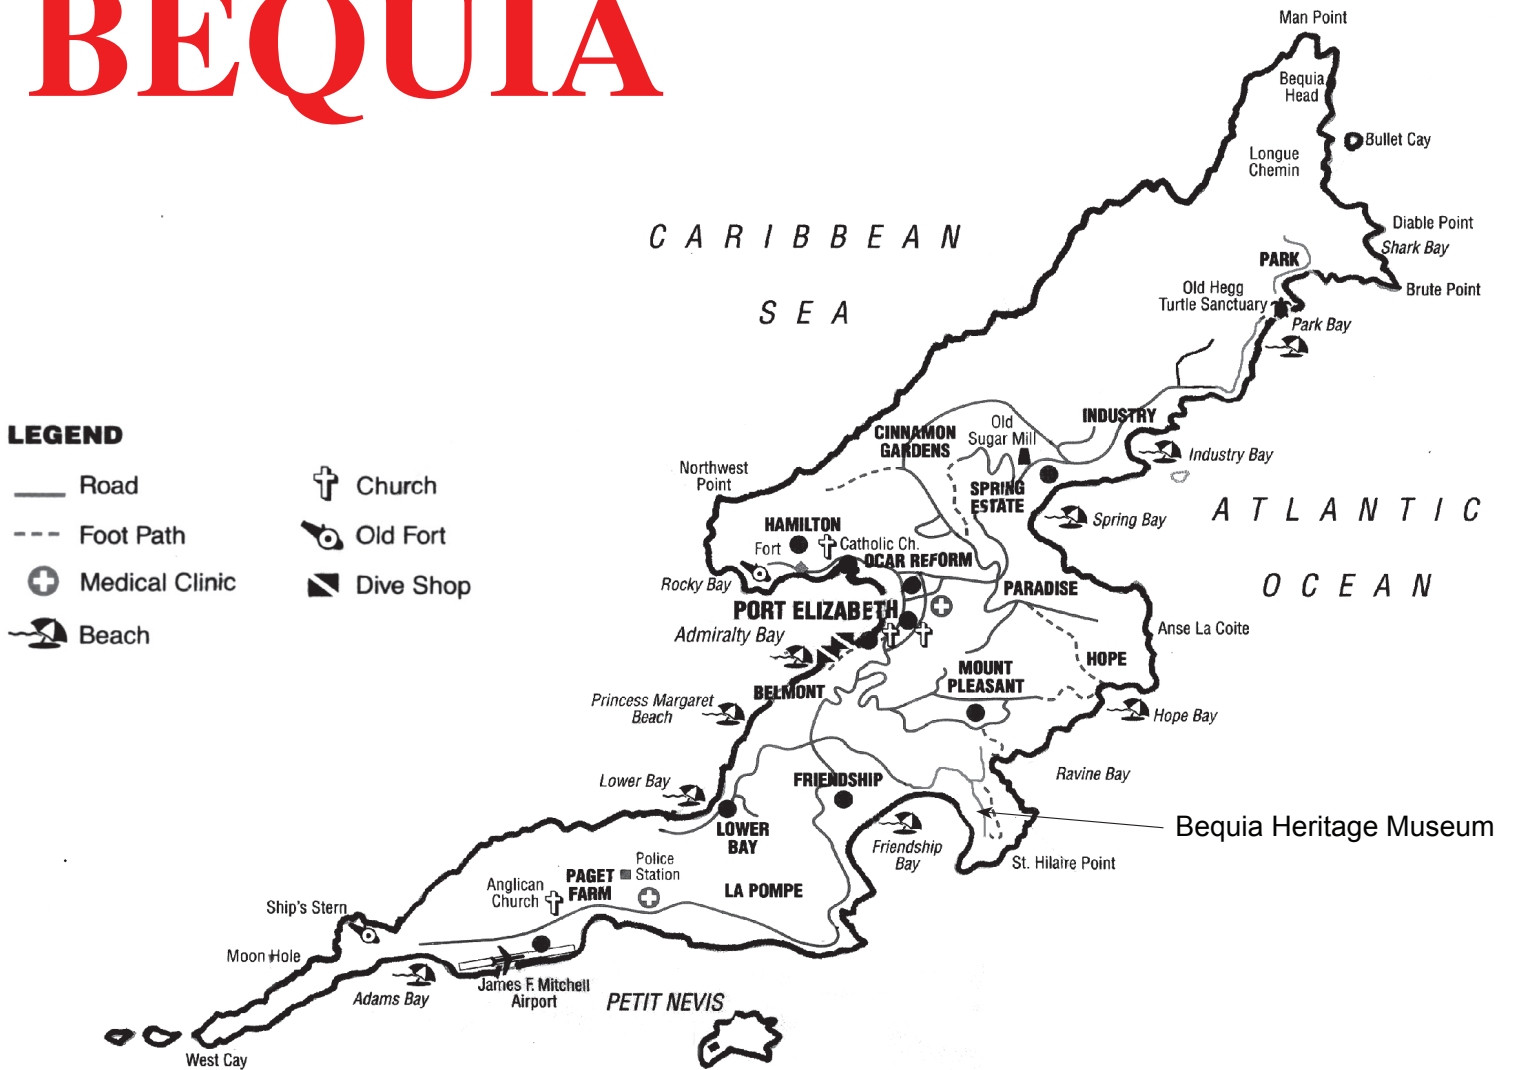 BEQUIA
Man Point
Bequia
Head
Bullet Cay
Longue
Chemin
Diable Point
Shark Bay
CARIBBEAN
SEA
PARK
Old Hegg
Turtle Sanctuary
Brute Point
Park Bay
LEGEND
Road
Foot Path
Medical Clinic
Beach
Church
Old Fort
Dive Shop
INDUSTRY
Old
Sugar Mill
CINNAMON
GARDENS
Industry Bay
Northwest
Point
SPRING
ESTATE
Spring Bay
ATLANTIC
OCEAN
HAMILTON
Fort
Catholic Ch.
OCAR REFORM
Rocky Bay
PARADISE
PORT ELIZABETH
Admiralty Bay
Anse La Coite
HOPE
MOUNT
PLEASANT
BELMONT
Princess Margaret
Beach
Hope Bay
Ravine Bay
Lower Bay
FRIENDSHIP
LOWER
BAY
Friendship
Bay
Bequia Heritage Museum
St. Hilaire Point
Police
Station
PAGET
FARM
Anglican
Church
LA POMPE
Ship's Stern
Moon Hole
Adams Bay
James F. Mitchell
Airport
PETIT NEVIS
West Cay